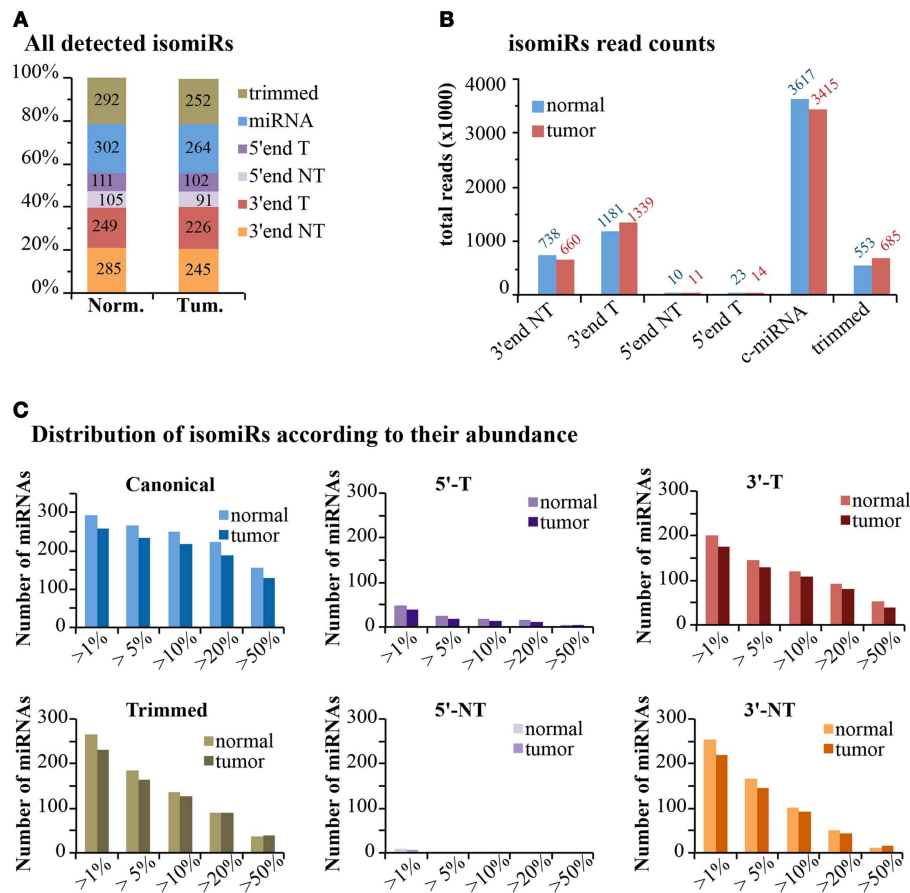 A
All detected isomiRs
100%
80%
60%
40%
20%
0%
292
302
111
105
249
285
252
264
102
91
226
245
Norm.
Tum.
trimmed
miRNA
5'end T
5'end NT
3'end T
3'end NT
B
isomiRs read counts
total reads (x1000)
4000
3000
2000
1000
0
normal
tumor
738
660
1181
1339
10
11
23
14
3617
3415
553
685
3'end NT
3'end T
5'end NT
5'end T
c-miRNA
trimmed
C
Distribution of isomiRs according to their abundance
Canonical
Number of miRNAs
300
200
100
0
normal
tumor
>1%
> 5%
>10%
>20%
>50%
5'-T
Number of miRNAs
300
200
100
0
normal
tumor
>1%
> 5%
>10%
>20%
>50%
3'-T
Number of miRNAs
300
200
100
0
normal
tumor
>1%
> 5%
>10%
>20%
>50%
Trimmed
Number of miRNAs
300
200
100
0
normal
tumor
>1%
> 5%
>10%
>20%
>50%
5'-NT
Number of miRNAs
300
200
100
0
normal
tumor
>1%
> 5%
>10%
>20%
>50%
3'-NT
Number of miRNAs
300
200
100
0
normal
tumor
>1%
> 5%
>10%
>20%
>50%